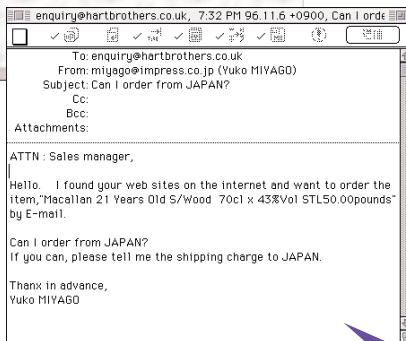 enquiry@hartbrothers.co.uk, 7:32 PM 96.11.6 +0900, Can I orde
To: enquiry@hartbrothers.co.uk
From: miyago@impress.co.jp (Yuko MIYAGO)
Subject: Can I order from JAPAN?
Cc:
Bcc:
Attachments:
ATTN : Sales manager,
Hello. I found your web sites on the internet and want to order the
item,"Macallan 21 Years Old S/Wood 70cl x 43%Vol STL50.00pounds"
by E-mail.
Can I order from JAPAN?
If you can, please tell me the shipping charge to JAPAN.
Thanx in advance,
Yuko MIYAGO